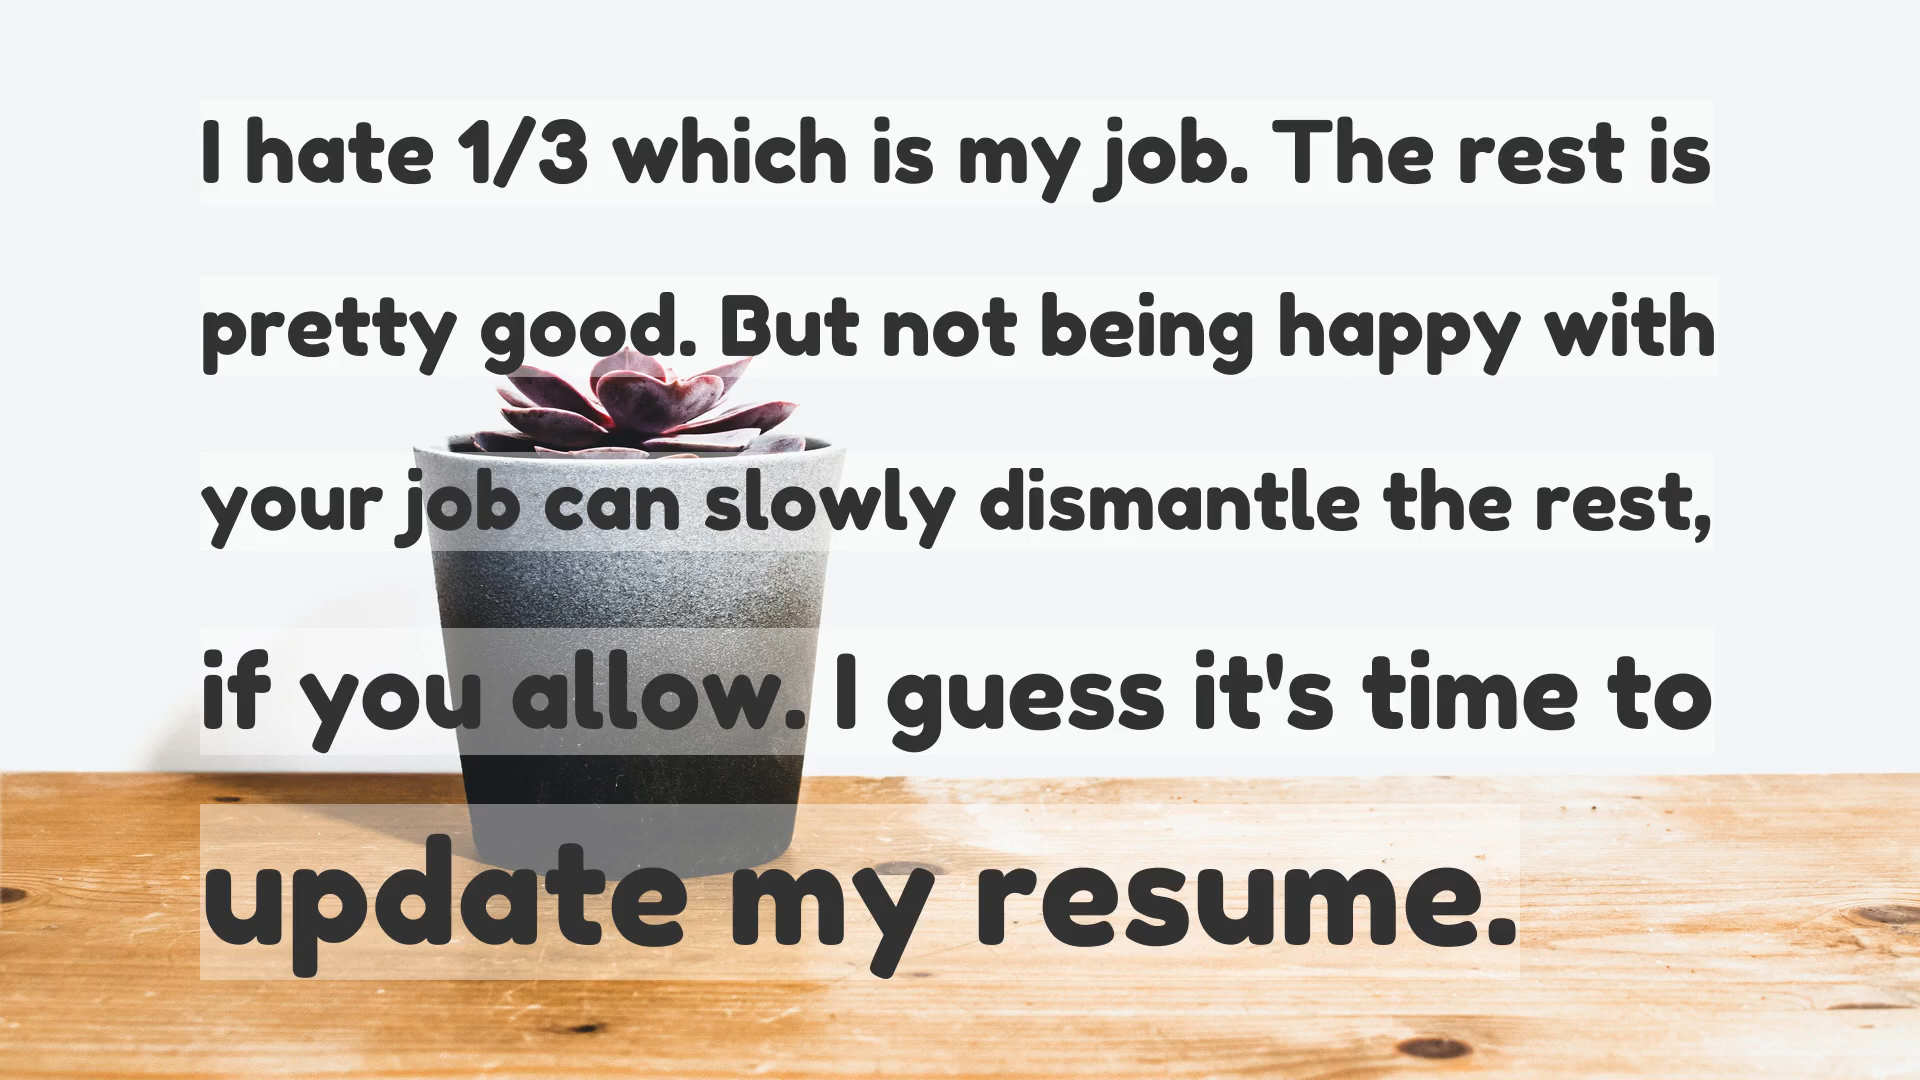 I hate 1/3 which is my job. The rest is
pretty good. But not being happy with
your job can slowly dismantle the rest,
if you allow. I guess it's time to
update my resume.